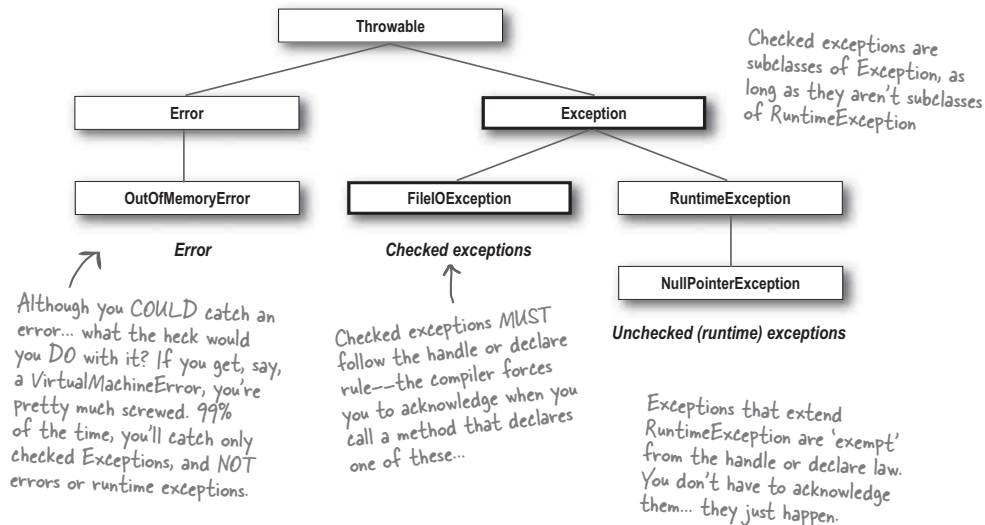 Throwable
Checked exceptions are
subclasses of Exception, as
long as they aren't subclasses
of RuntimeException
Error
Exception
OutOfMemoryError
FileIOException
RuntimeException
Error
Checked exceptions
NullPointerException
Unchecked (runtime) exceptions
Although you COULD catch an
error... what the heck would
you DO with it? If you get, say,
a VirtualMachineError, you're
pretty much screwed. 99%
of the time, you'll catch only
checked Exceptions, and NOT
errors or runtime exceptions.
Checked exceptions MUST
follow the handle or declare
rule--the compiler forces
you to acknowledge when you
call a method that declares
one of these...
Exceptions that extend
RuntimeException are 'exempt'
from the handle or declare law.
You don't have to acknowledge
them... they just happen.